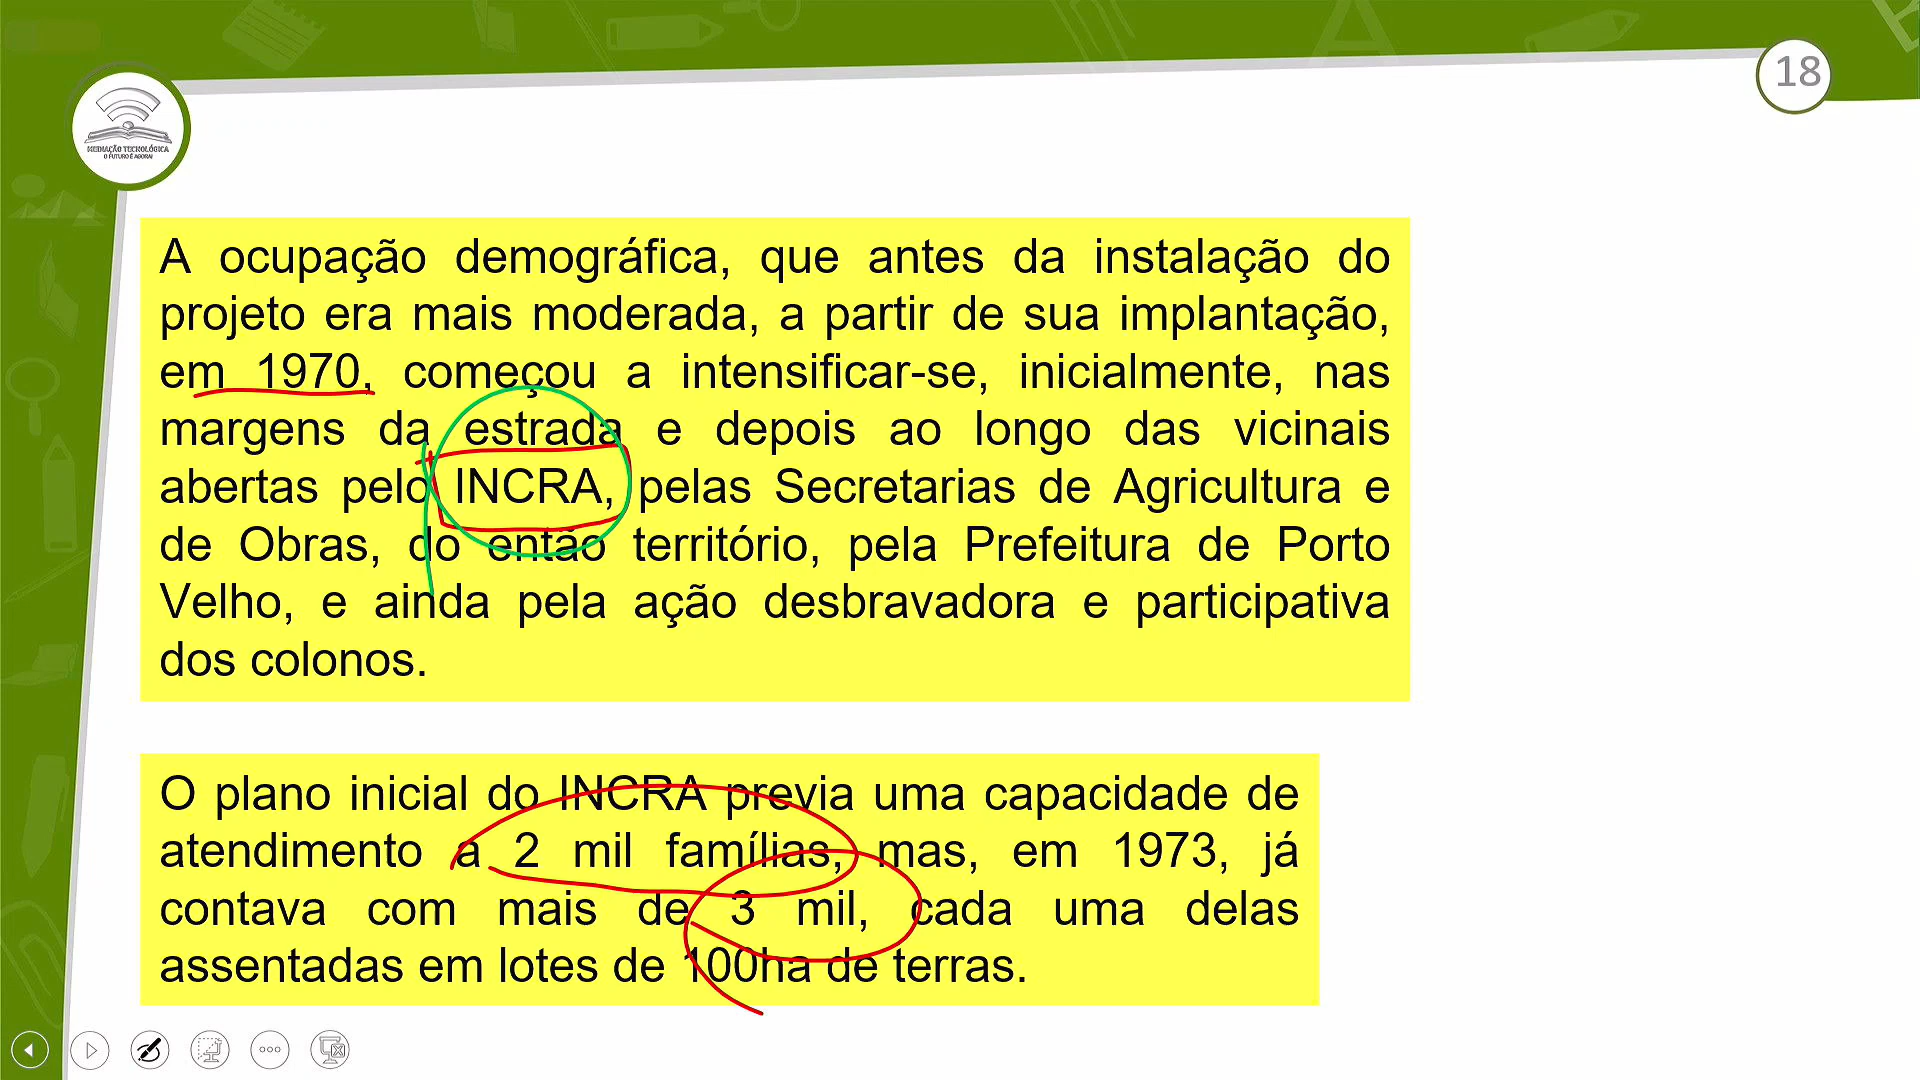 18
MEDIAÇÃO TECNOLÓGICA
O FUTURO É AGORA!
A ocupação demográfica, que antes da instalação do
projeto era mais moderada, a partir de sua implantação,
em 1970, começou a intensificar-se, inicialmente, nas
margens da estrada e depois ao longo das vicinais
abertas pelo INCRA, pelas Secretarias de Agricultura e
de Obras, do então território, pela Prefeitura de Porto
Velho, e ainda pela ação desbravadora e participativa
dos colonos.
O plano inicial do INCRA previa uma capacidade de
atendimento a 2 mil famílias, mas, em 1973, já
contava com mais de 3 mil, cada uma delas
assentadas em lotes de 100ha de terras.